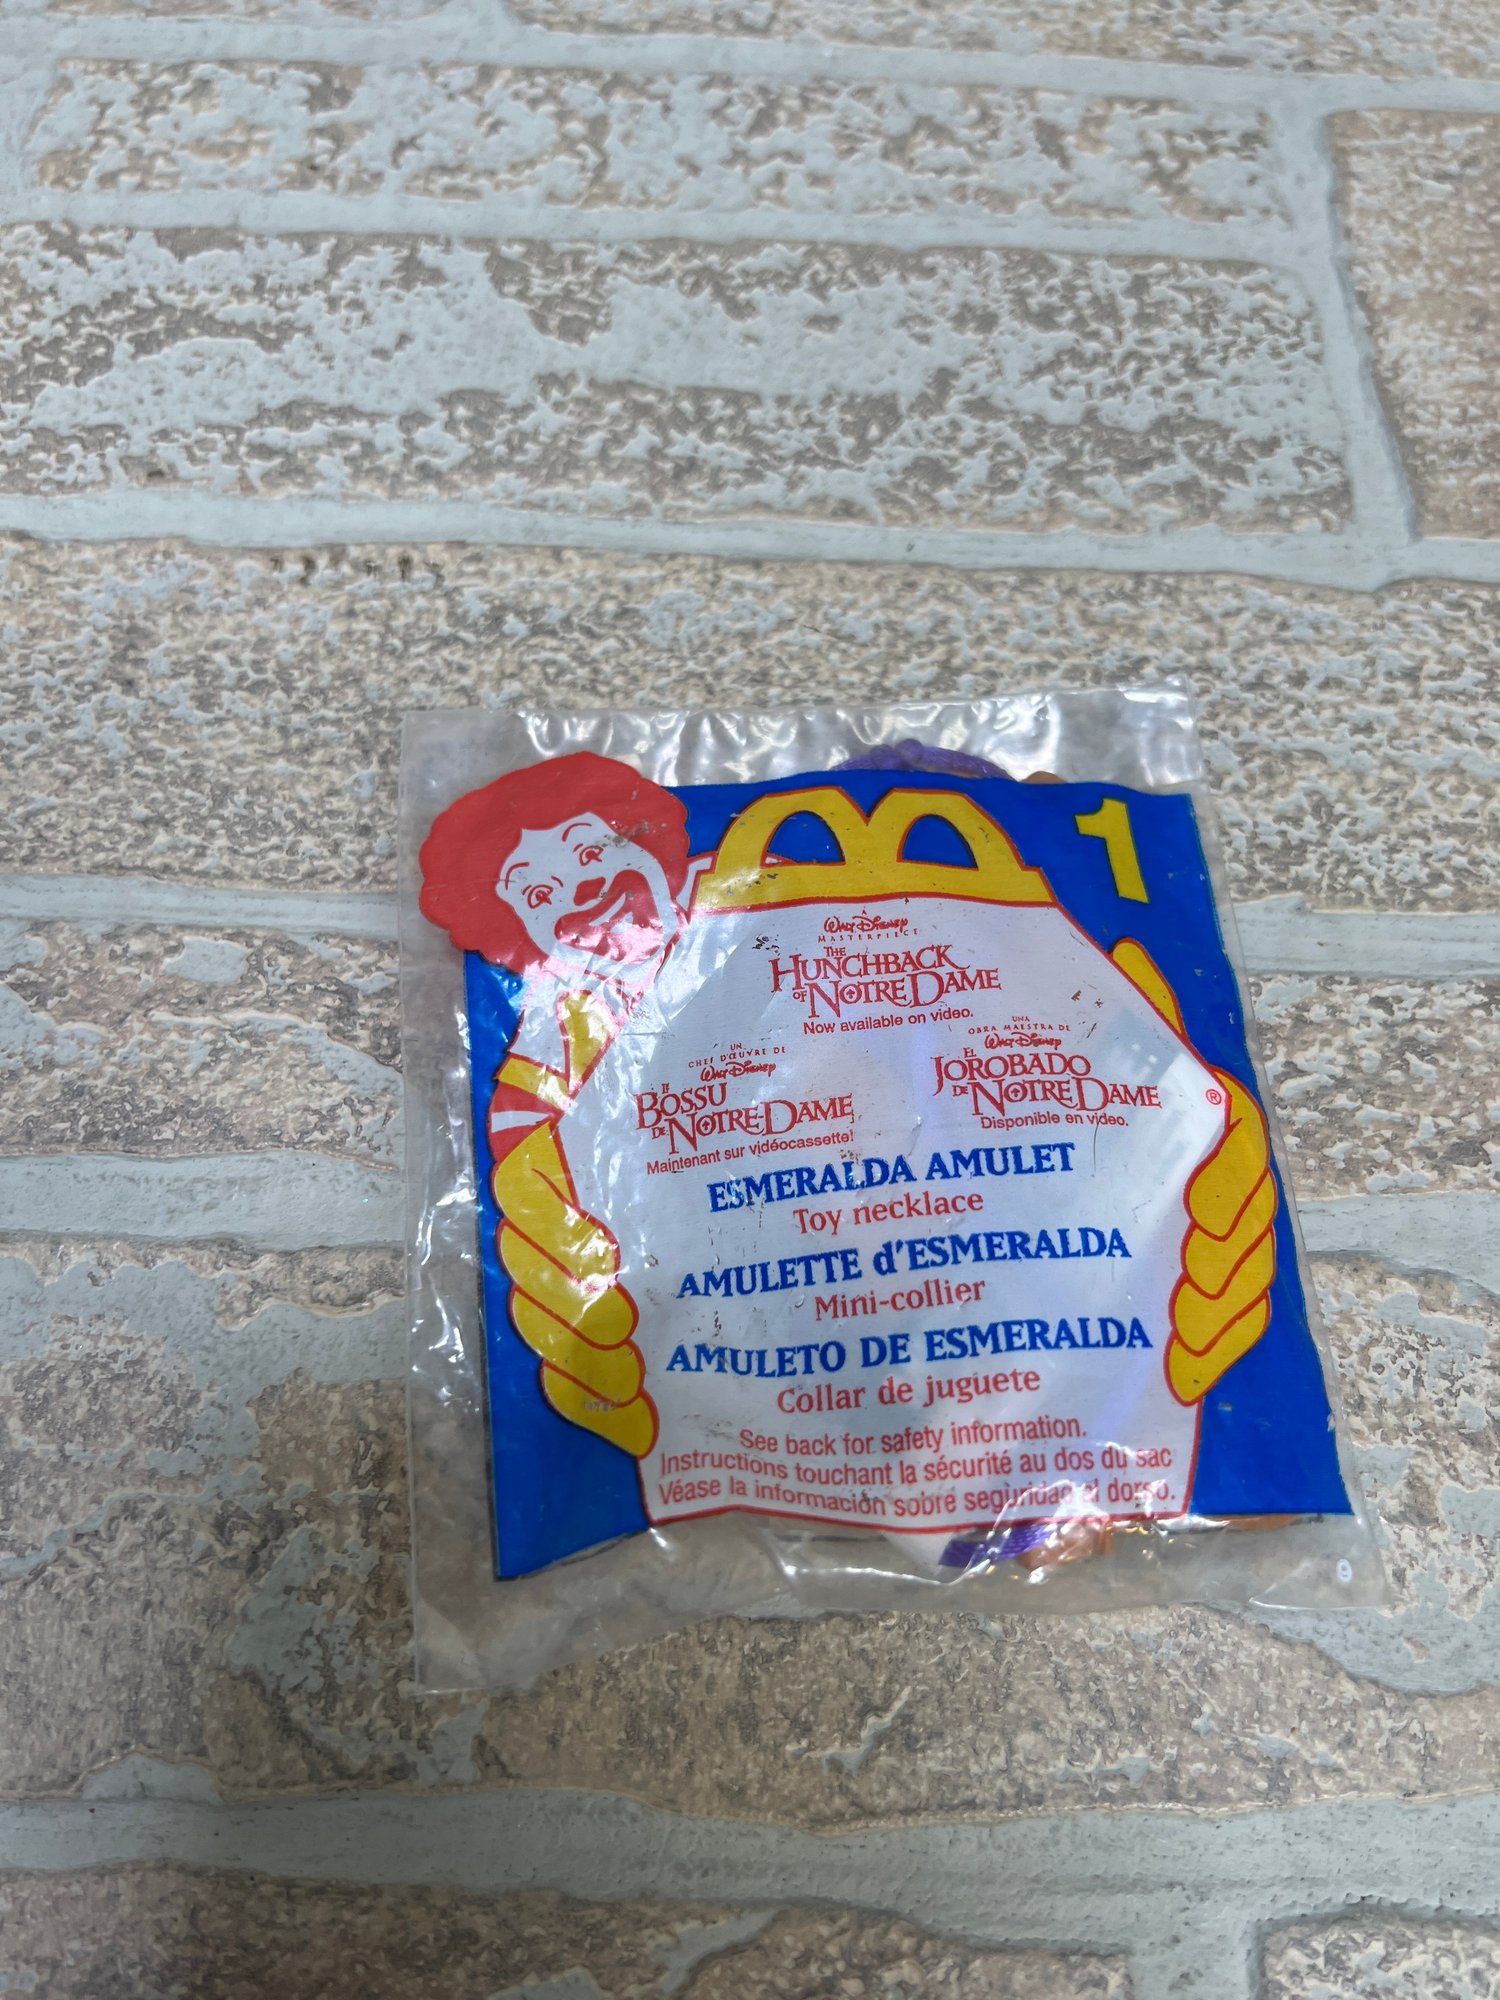 1
Walt Disney
MASTERPIECE
THE
HUNCHBACK
OF NOTRE DAME
Now available on video.
UN
CHEF D'ŒUVRE DE
Walt Disney
LE
BOSSU
DE NOTRE-DAME
Maintenant sur vidéocassette!
UNA
OBRA MAESTRA DE
Walt Disney
EL
JOROBADO
DE NOTRE DAME
Disponible en video.
®
ESMERALDA AMULET
Toy necklace
AMULETTE d'ESMERALDA
Mini-collier
AMULETO DE ESMERALDA
Collar de juguete
See back for safety information.
Instructions touchant la sécurité au dos du sac
Véase la información sobre seguridad al dorso.